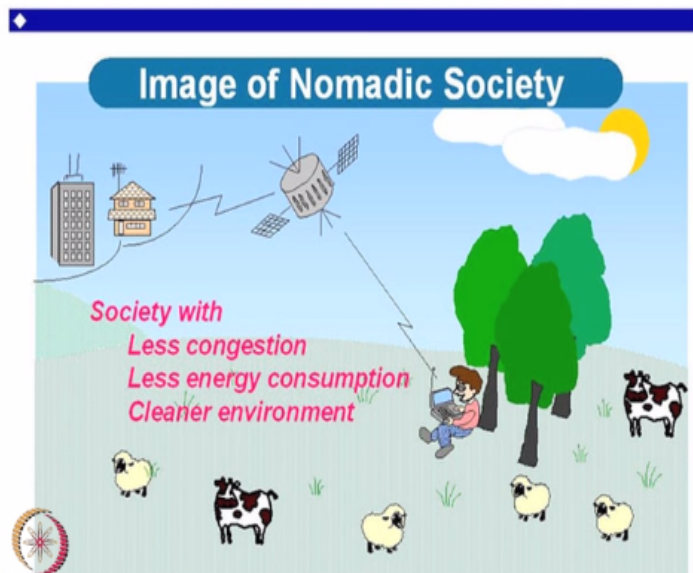 Image of Nomadic Society
Society with
Less congestion
Less energy consumption
Cleaner environment